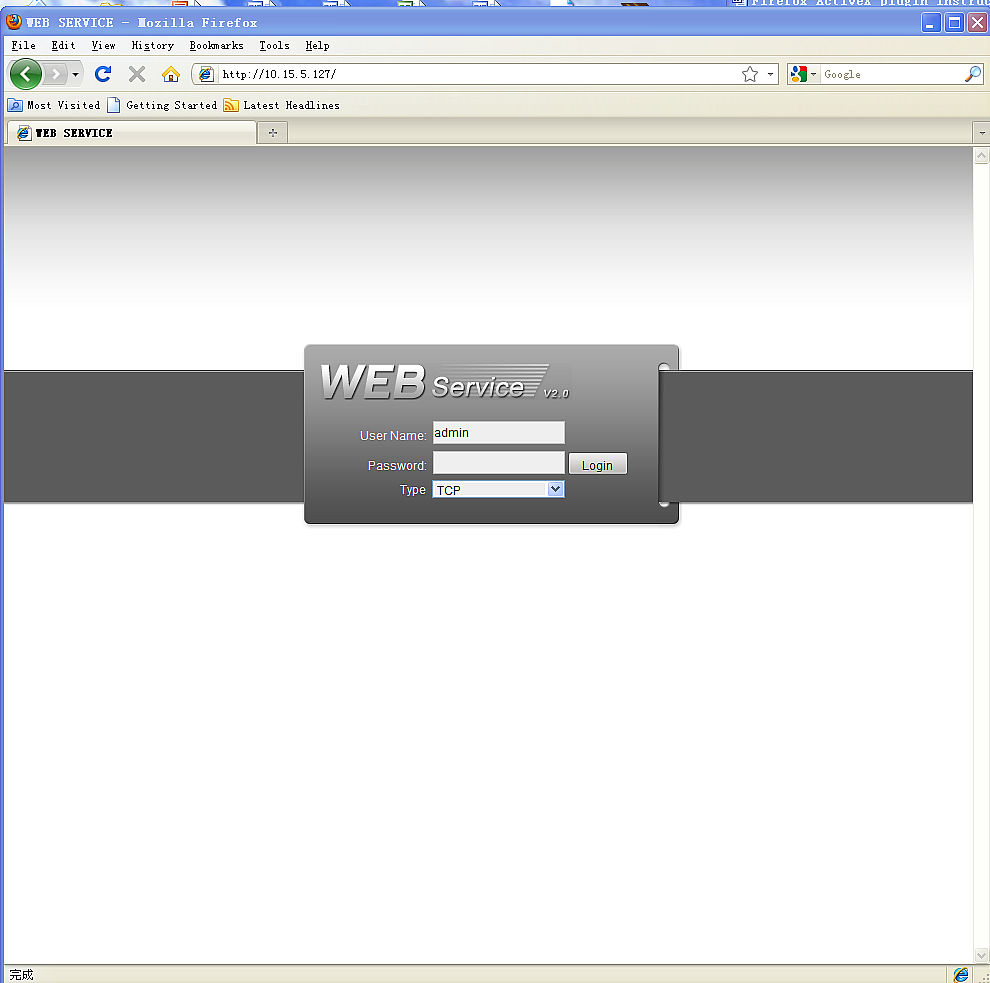 Firefox ActiveX plugin instruc
WEB SERVICE - Mozilla Firefox
File Edit View History Bookmarks Tools Help
http://10.15.5.127/ Google
Most Visited Getting Started Latest Headlines
WEB SERVICE
WEB Service V2.0
User Name: admin
Password: Login
Type TCP
完成